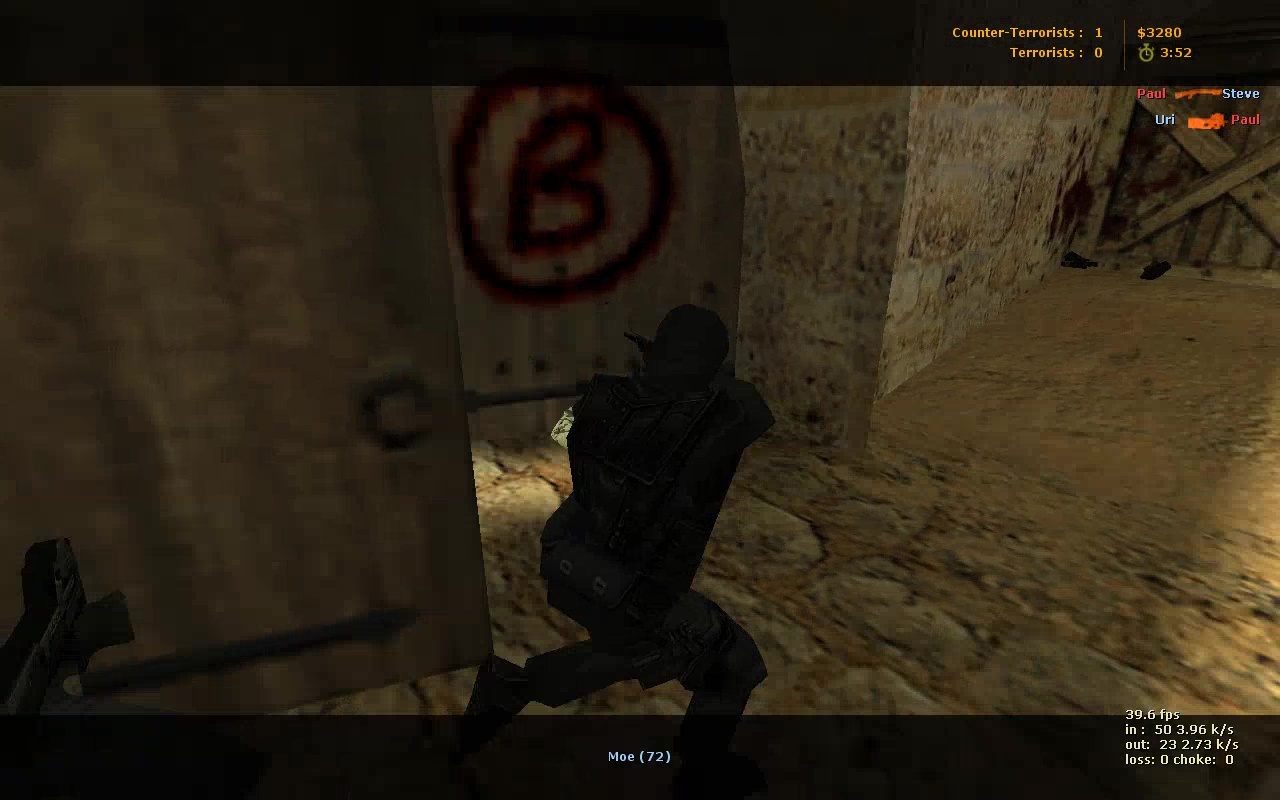 Counter-Terrorists : 1
Terrorists : 0
$3280
3:52
Paul Steve
Uri Paul
B
39.6 fps
in : 50 3.96 k/s
out: 23 2.73 k/s
loss: 0 choke: 0
Moe (72)